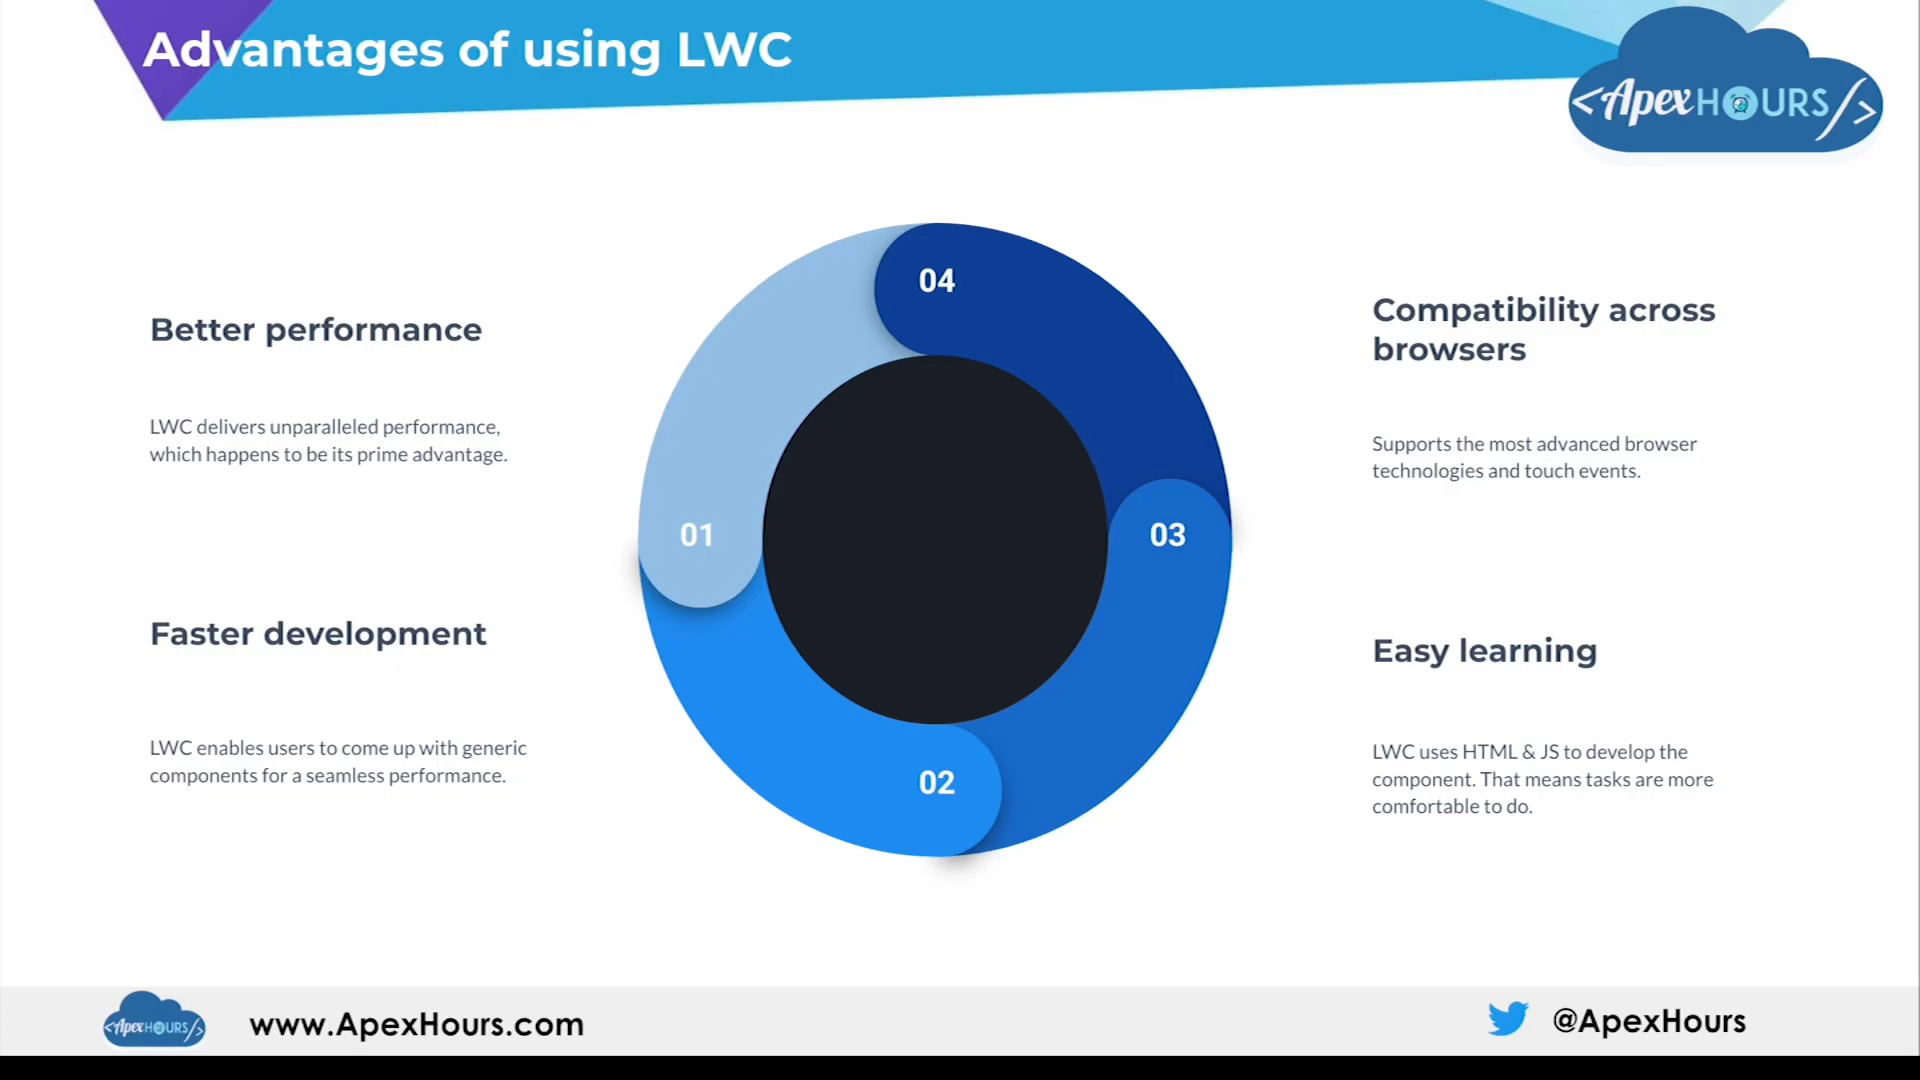 Advantages of using LWC
<ApexHOURS/>
Better performance
LWC delivers unparalleled performance,
which happens to be its prime advantage.
Faster development
LWC enables users to come up with generic
components for a seamless performance.
04
01
03
02
Compatibility across
browsers
Supports the most advanced browser
technologies and touch events.
Easy learning
LWC uses HTML & JS to develop the
component. That means tasks are more
comfortable to do.
<ApexHOURS/>
www.ApexHours.com
@ApexHours